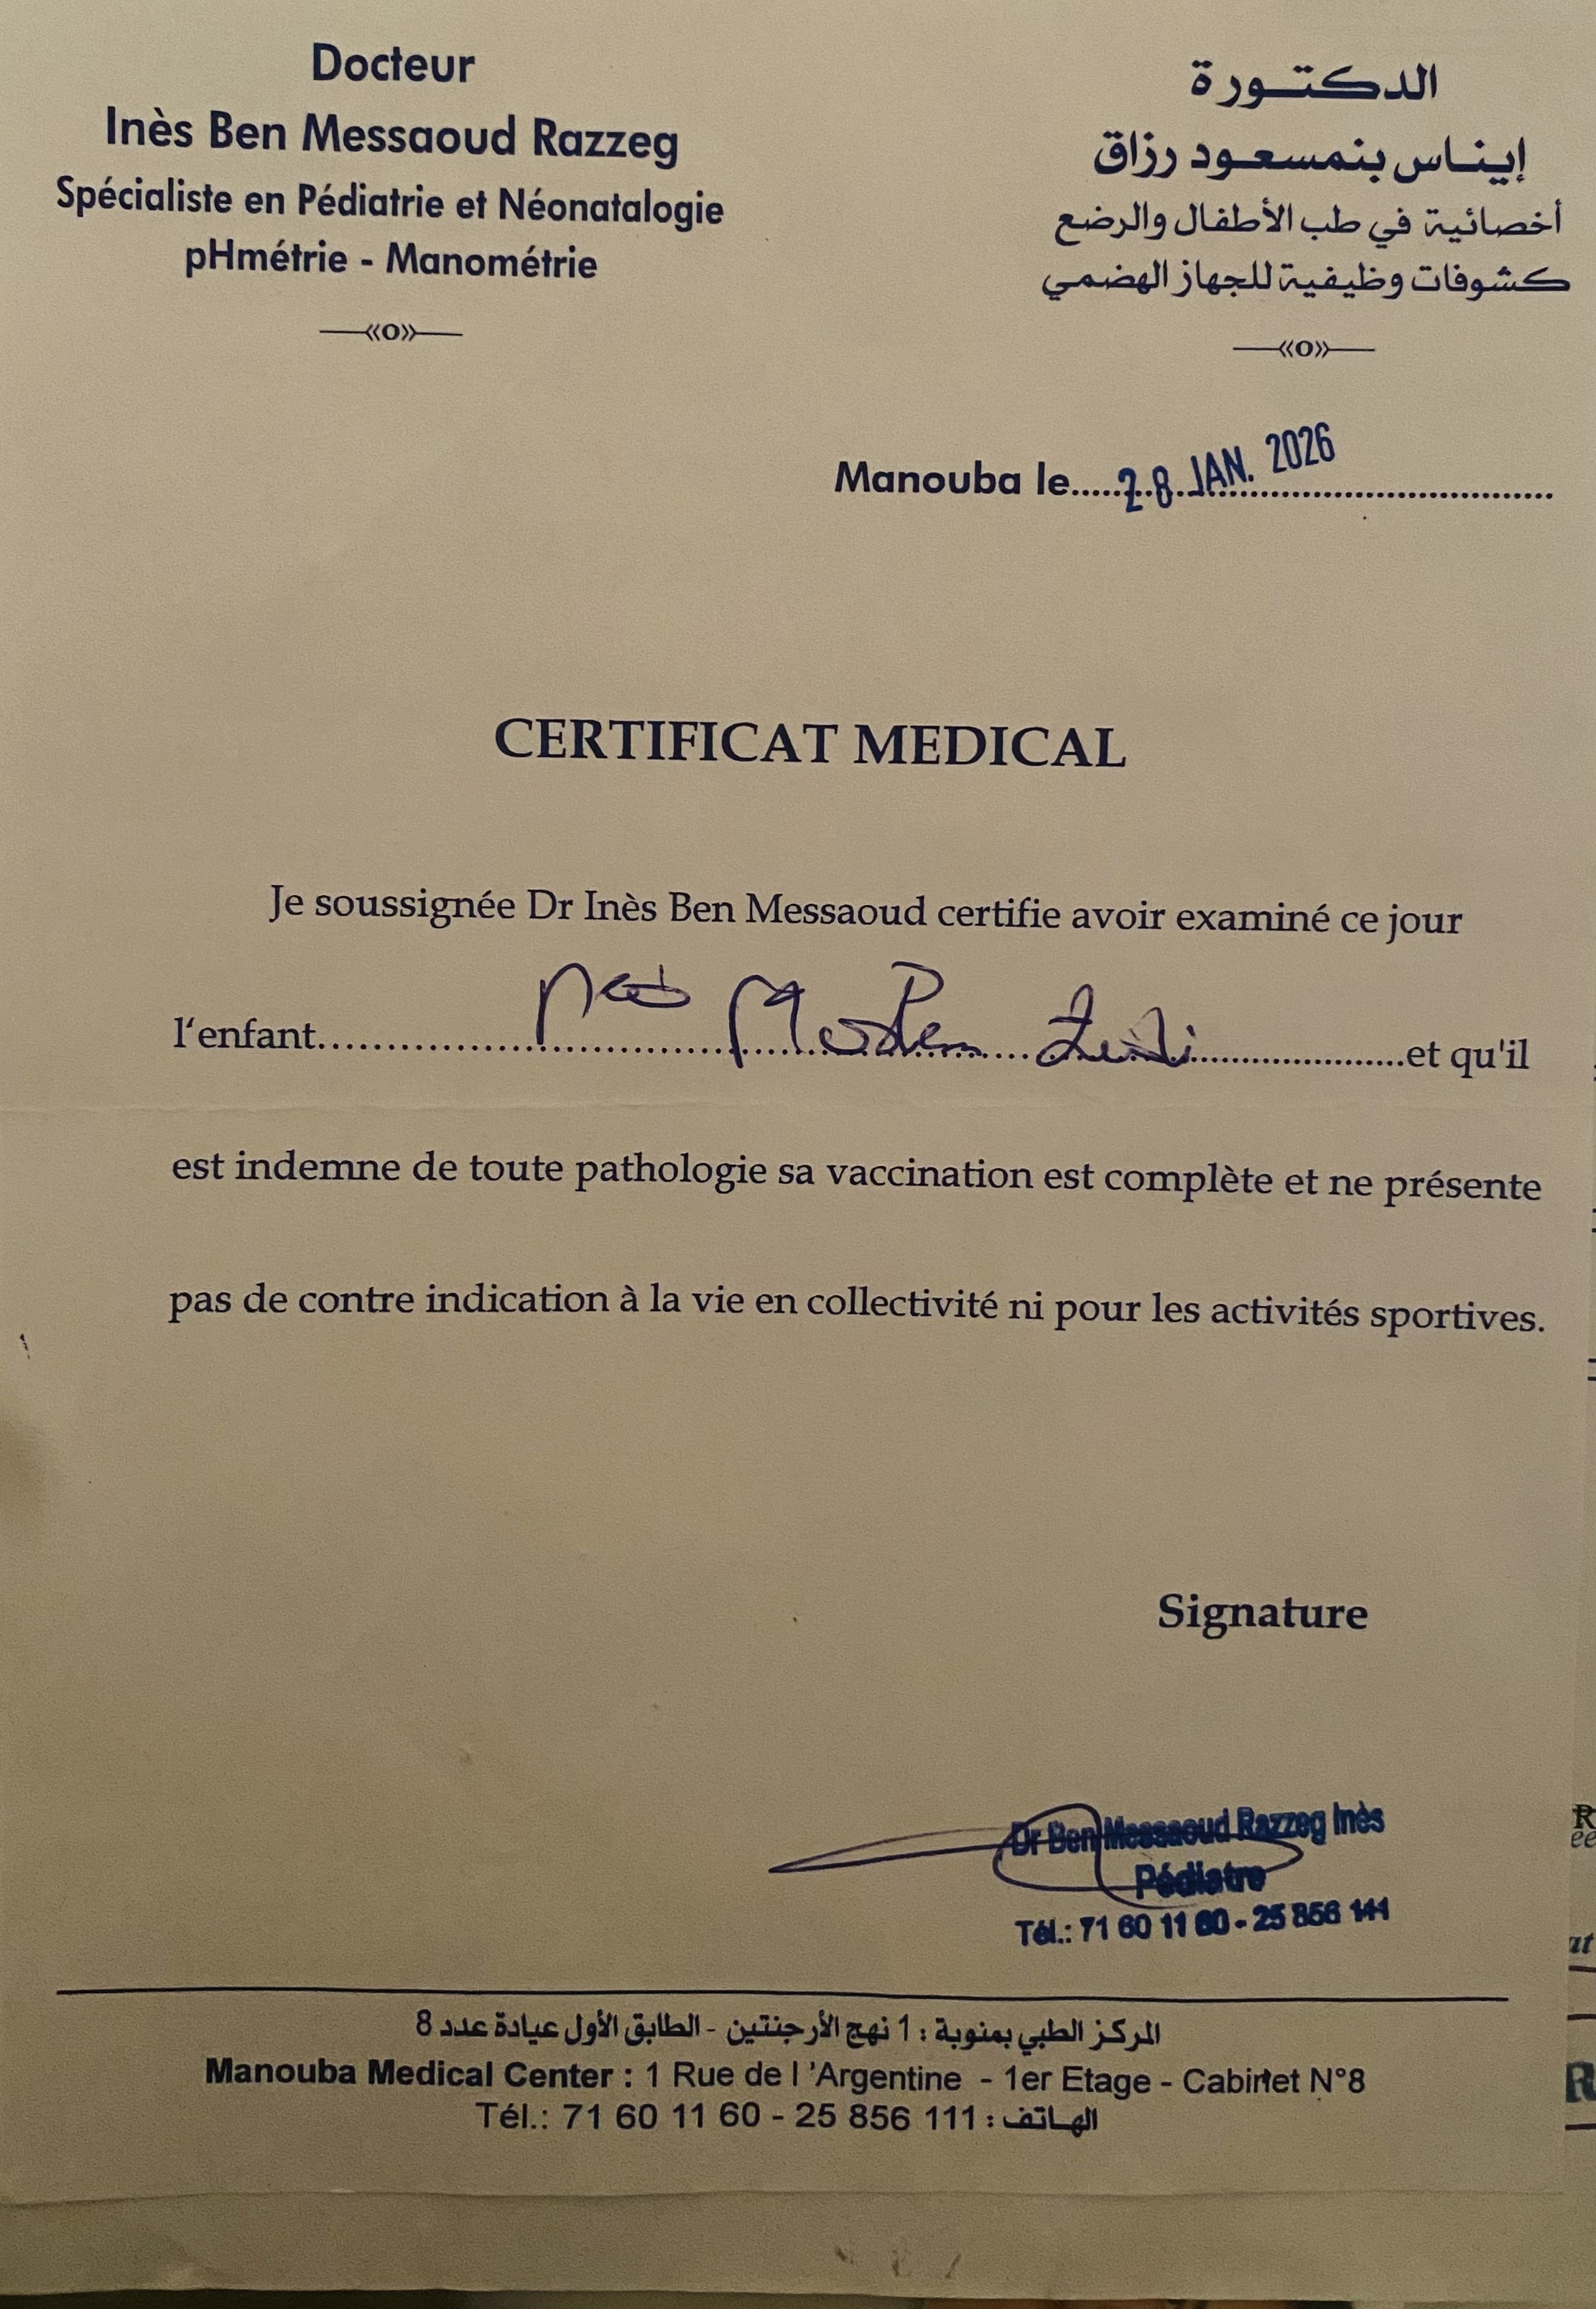 Docteur
Inès Ben Messaoud Razzeg
Spécialiste en Pédiatrie et Néonatalogie
pHmétrie - Manométrie
الدكتورة
إيناس بنمسعود رزاق
أخصائية في طب الأطفال والرضع
كشوفات وظيفية للجهاز الهضمي
Manouba le 28 JAN. 2026
CERTIFICAT MEDICAL
Je soussignée Dr Inès Ben Messaoud certifie avoir examiné ce jour
l'enfant et qu'il
est indemne de toute pathologie sa vaccination est complète et ne présente
pas de contre indication à la vie en collectivité ni pour les activités sportives.
Signature
Dr Ben Messaoud Razzeg Inès
Pédiatre
Tél.: 71 60 11 60 - 25 856 111
المركز الطبي بمنوبة : 1 نهج الأرجنتين - الطابق الأول عيادة عدد 8
Manouba Medical Center : 1 Rue de l 'Argentine - 1er Etage - Cabinet N°8
Tél.: 71 60 11 60 - 25 856 111 : الهاتف